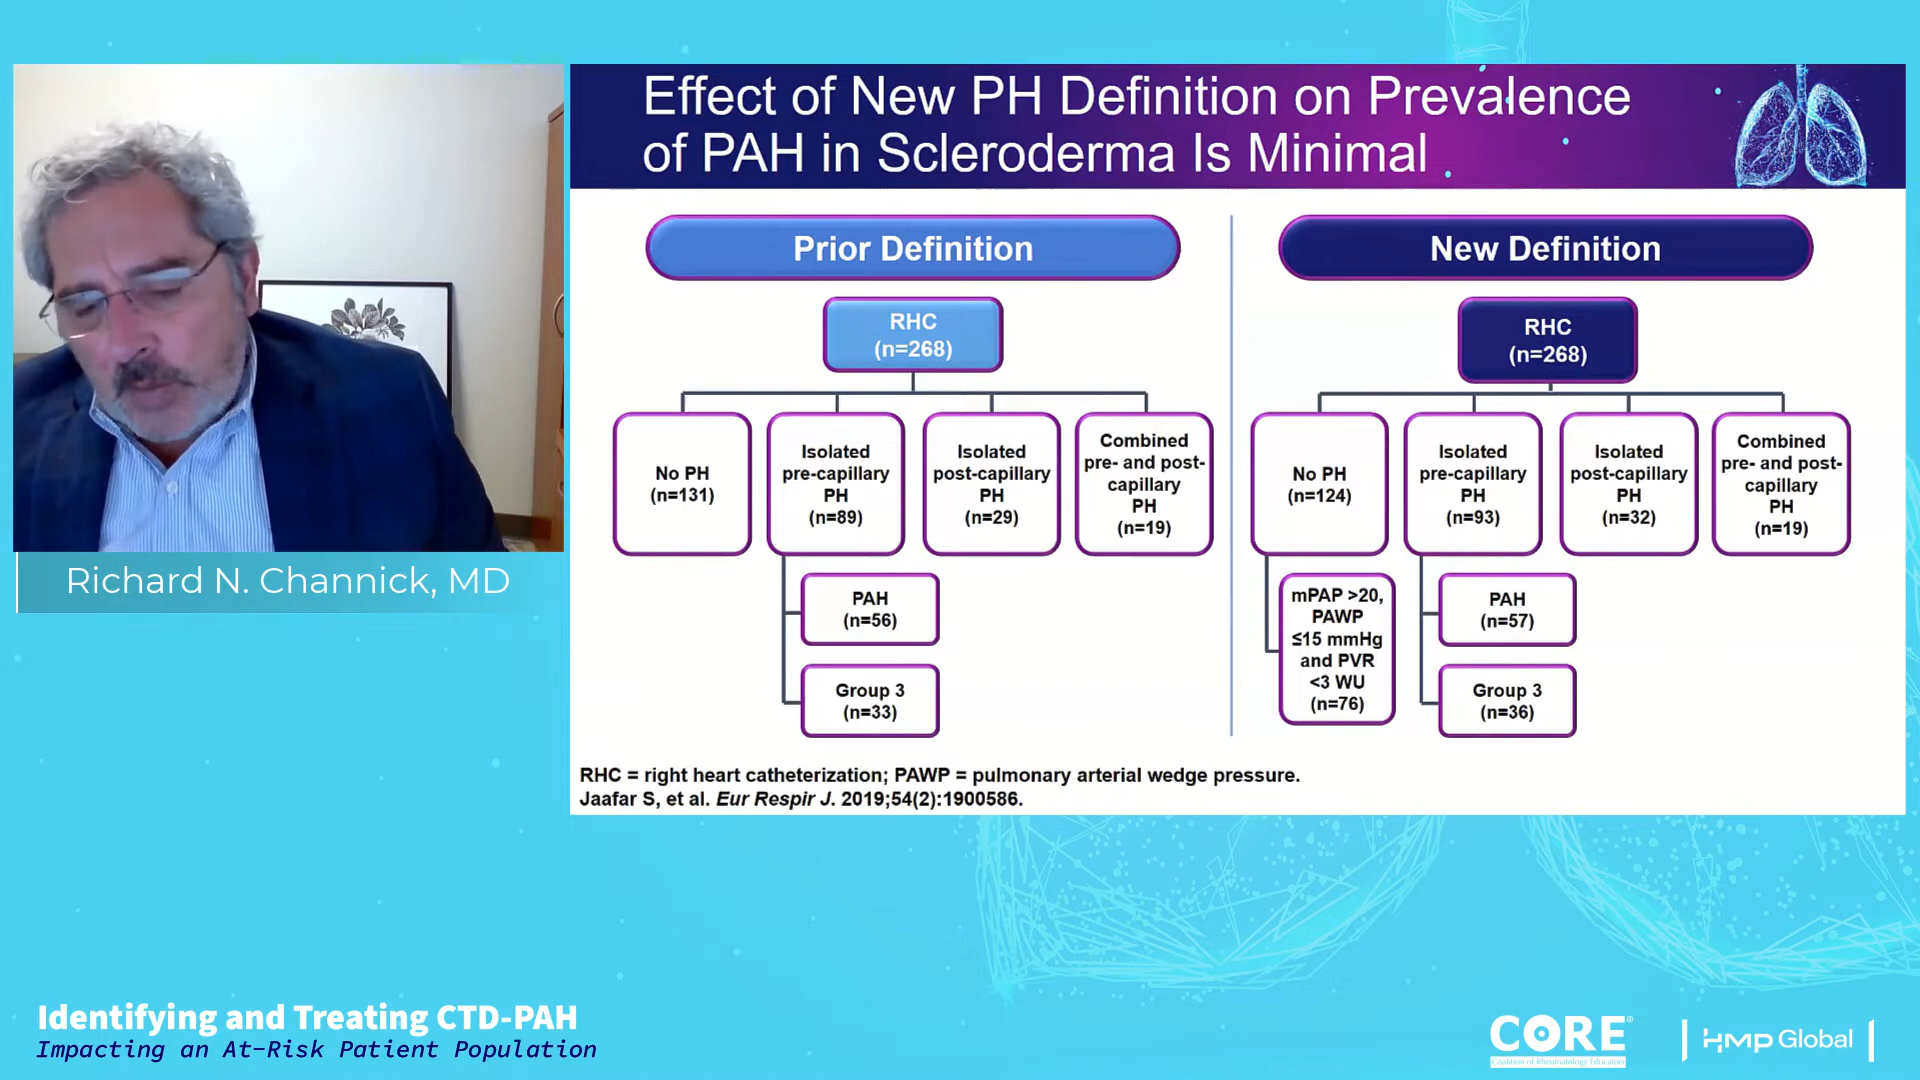 Effect of New PH Definition on Prevalence
of PAH in Scleroderma Is Minimal
Prior Definition
RHC
(n=268)
No PH
(n=131)
Isolated
pre-capillary
PH
(n=89)
Isolated
post-capillary
PH
(n=29)
Combined
pre- and post-
capillary
PH
(n=19)
PAH
(n=56)
Group 3
(n=33)
New Definition
RHC
(n=268)
No PH
(n=124)
Isolated
pre-capillary
PH
(n=93)
Isolated
post-capillary
PH
(n=32)
Combined
pre- and post-
capillary
PH
(n=19)
mPAP >20,
PAWP
≤15 mmHg
and PVR
<3 WU
(n=76)
PAH
(n=57)
Group 3
(n=36)
RHC = right heart catheterization; PAWP = pulmonary arterial wedge pressure.
Jaafar S, et al. Eur Respir J. 2019;54(2):1900586.
Richard N. Channick, MD
Identifying and Treating CTD-PAH
Impacting an At-Risk Patient Population
CORE®
Coalition of Rheumatology Educators
HMP Global